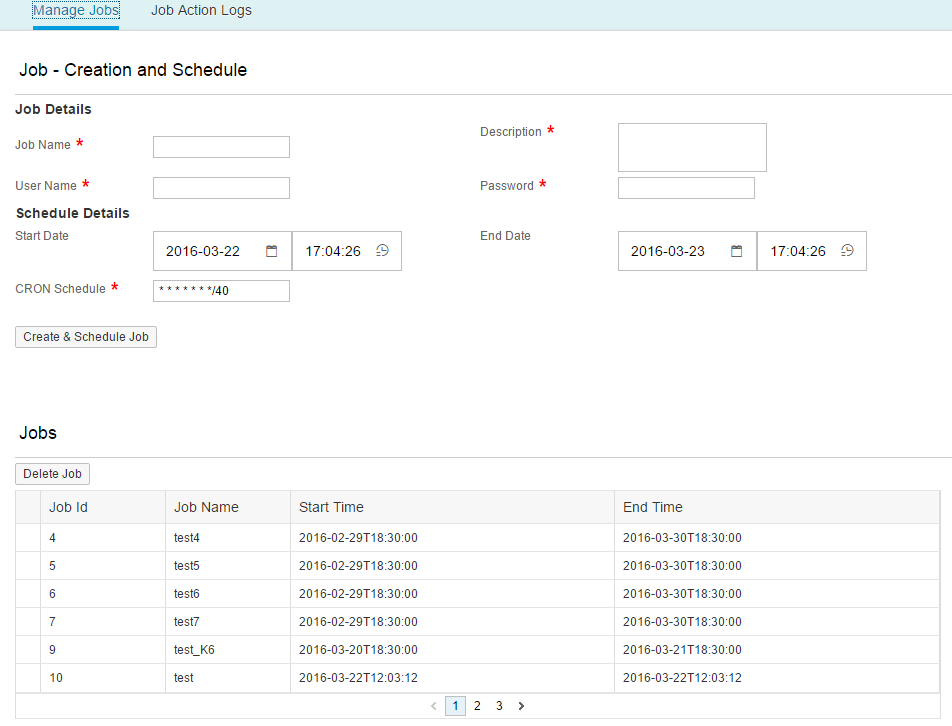 Manage Jobs Job Action Logs
Job - Creation and Schedule
Job Details
Job Name * Description *
User Name * Password *
Schedule Details
Start Date 2016-03-22 17:04:26 End Date 2016-03-23 17:04:26
CRON Schedule * * * * * * * */40
Create & Schedule Job
Jobs
Delete Job
Job Id Job Name Start Time End Time
4 test4 2016-02-29T18:30:00 2016-03-30T18:30:00
5 test5 2016-02-29T18:30:00 2016-03-30T18:30:00
6 test6 2016-02-29T18:30:00 2016-03-30T18:30:00
7 test7 2016-02-29T18:30:00 2016-03-30T18:30:00
9 test_K6 2016-03-20T18:30:00 2016-03-21T18:30:00
10 test 2016-03-22T12:03:12 2016-03-22T12:03:12
1 2 3